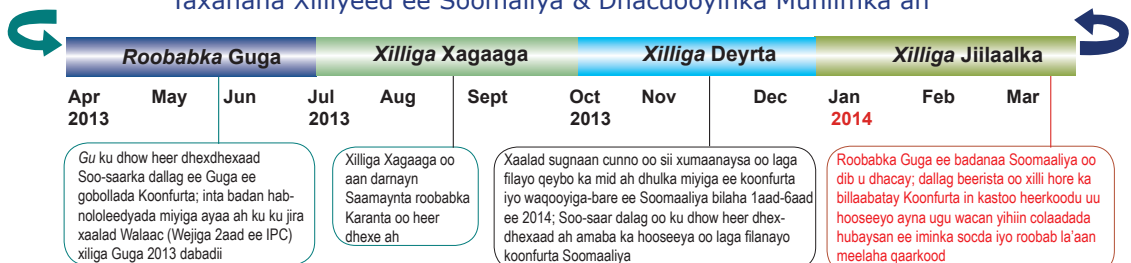 Taxanaha Xilliyeed ee Soomaliya & Dhacdooyinka Muhiimka ah
Roobabka Guga
Xilliga Xagaaga
Xilliga Deyrta
Xilliga Jiilaalka
Apr 2013
May
Jun
Jul 2013
Aug
Sept
Oct 2013
Nov
Dec
Jan 2014
Feb
Mar
Gu ku dhow heer dhexdhexaad
Soo-saarka dallag ee Guga ee
gobollada Koonfurta; inta badan hab-
nololeedyada miyiga ayaa ah ku ku jira
xaalad Walaac (Wejiga 2aad ee IPC)
xiliga Guga 2013 dabadii
Xilliga Xagaaga oo
aan darnayn
Saamaynta roobabka
Karanta oo heer
dhexe ah
Xaalad sugnaan cunno oo sii xumaanaysa oo laga
filayo qeybo ka mid ah dhulka miyiga ee koonfurta
iyo waqooyiga-bare ee Soomaliya bilaha 1aad-6aad
ee 2014; Soo-saar dalag oo ku dhow heer dhex-
dhexaad ah amaba ka hooseeya oo laga filanayo
koonfurta Soomaaliya
Roobabka Guga ee badanaa Soomaaliya oo
dib u dhacay; dallag beerista oo xilli hore ka
billaabatay Koonfurta in kastoo heerkoodu uu
hooseeyo ayna ugu wacan yihiin colaadada
hubaysan ee iminka socda iyo roobab la'aan
meelaha qaarkood